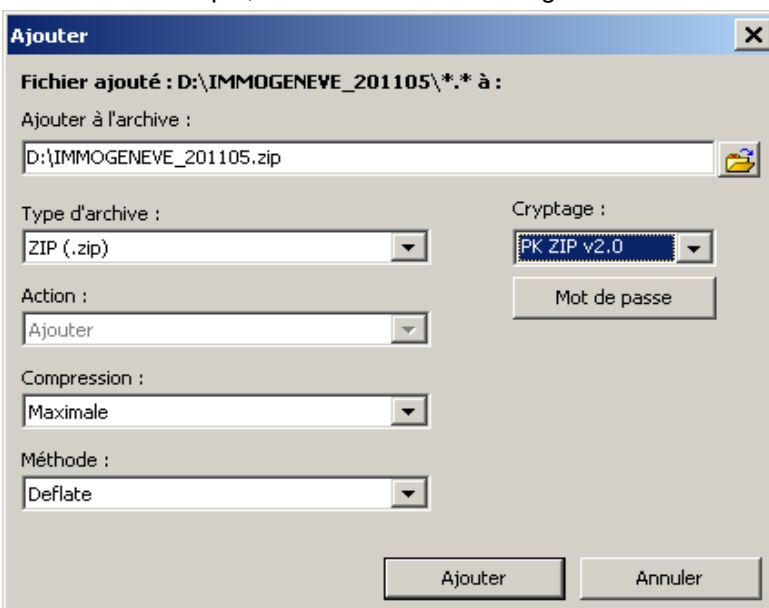 Ajouter
Fichier ajouté : D:\IMMOGENEVE_201105\*.* à :
Ajouter à l'archive :
D:\IMMOGENEVE_201105.zip
Type d'archive :
Cryptage :
ZIP (.zip)
PK ZIP v2.0
Action :
Mot de passe
Ajouter
Compression :
Maximale
Méthode :
Deflate
Ajouter
Annuler